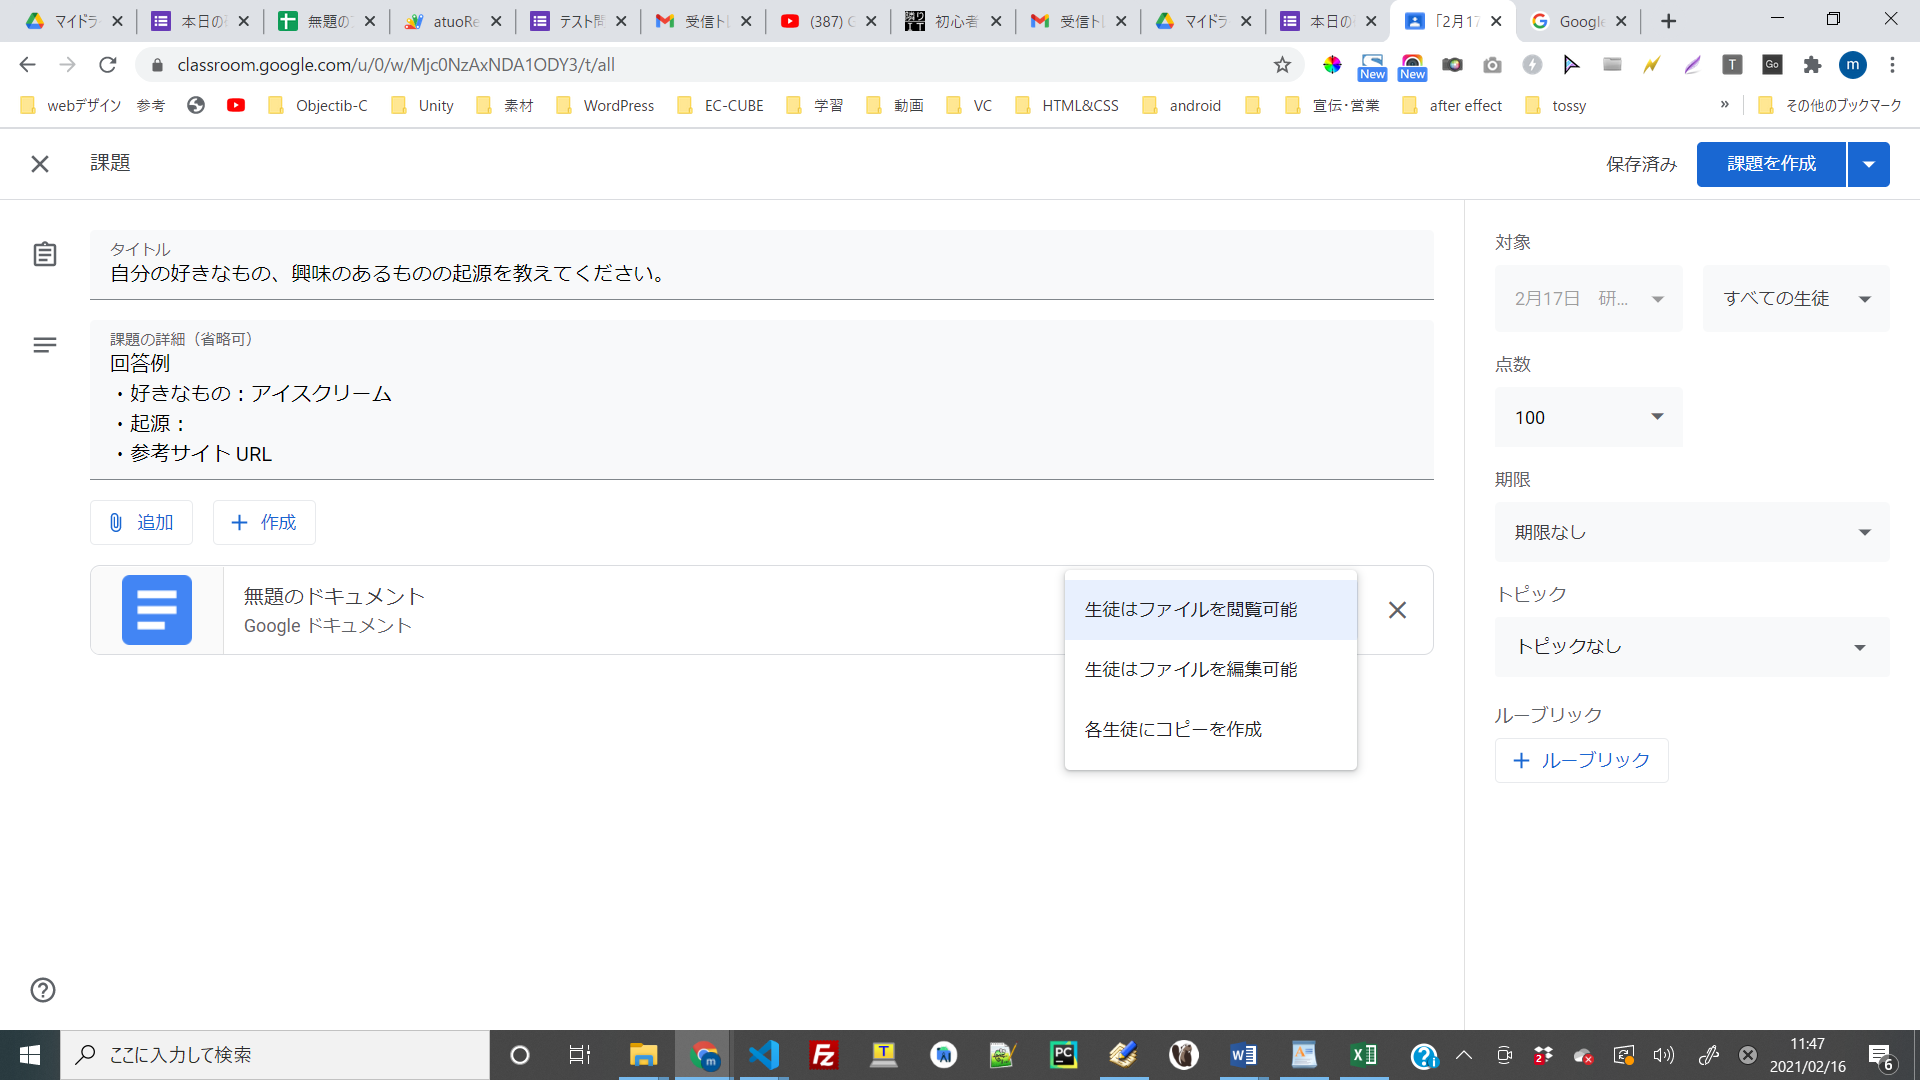 マイドラ
本日の
無題の
atuoRe
テスト問
受信トレ
(387) G
初心者
受信トレ
マイドラ
本日の
「2月17
Google
classroom.google.com/u/0/w/Mjc0NzAxNDA1ODY3/t/all
New
New
T
Go
m
webデザイン
参考
Objectib-C
Unity
素材
WordPress
EC-CUBE
学習
動画
VC
HTML&CSS
android
宣伝・営業
after effect
tossy
»
その他のブックマーク
課題
保存済み
課題を作成
タイトル
自分の好きなもの、興味のあるものの起源を教えてください。
課題の詳細（省略可）
回答例
・好きなもの：アイスクリーム
・起源：
・参考サイト URL
追加
作成
無題のドキュメント
Google ドキュメント
生徒はファイルを閲覧可能
生徒はファイルを編集可能
各生徒にコピーを作成
対象
2月17日 研...
すべての生徒
点数
100
期限
期限なし
トピック
トピックなし
ルーブリック
ルーブリック
ここに入力して検索
11:47
2021/02/16
6